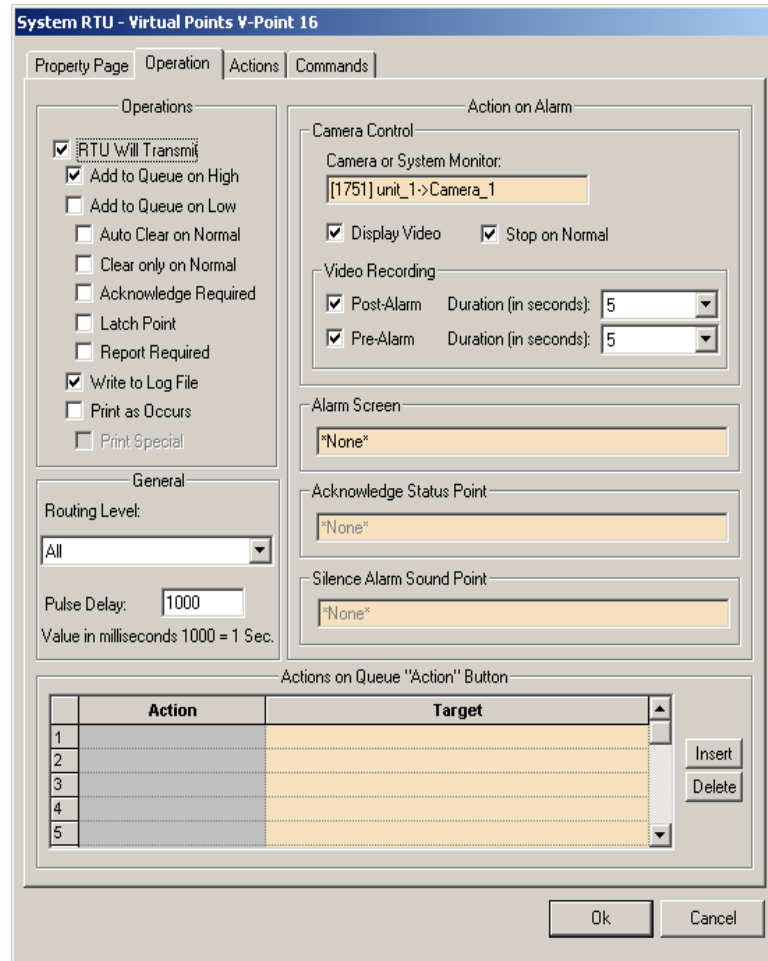 System RTU - Virtual Points V-Point 16
Property Page Operation Actions Commands
Operations
RTU Will Transmit
Add to Queue on High
Add to Queue on Low
Auto Clear on Normal
Clear only on Normal
Acknowledge Required
Latch Point
Report Required
Write to Log File
Print as Occurs
Print Special
General
Routing Level:
All
Pulse Delay: 1000
Value in milliseconds 1000 = 1 Sec.
Action on Alarm
Camera Control
Camera or System Monitor:
[1751] unit_1->Camera_1
Display Video Stop on Normal
Video Recording
Post-Alarm Duration (in seconds): 5
Pre-Alarm Duration (in seconds): 5
Alarm Screen
*None*
Acknowledge Status Point
*None*
Silence Alarm Sound Point
*None*
Actions on Queue "Action" Button
Action Target
1
2
3
4
5
Insert
Delete
Ok Cancel